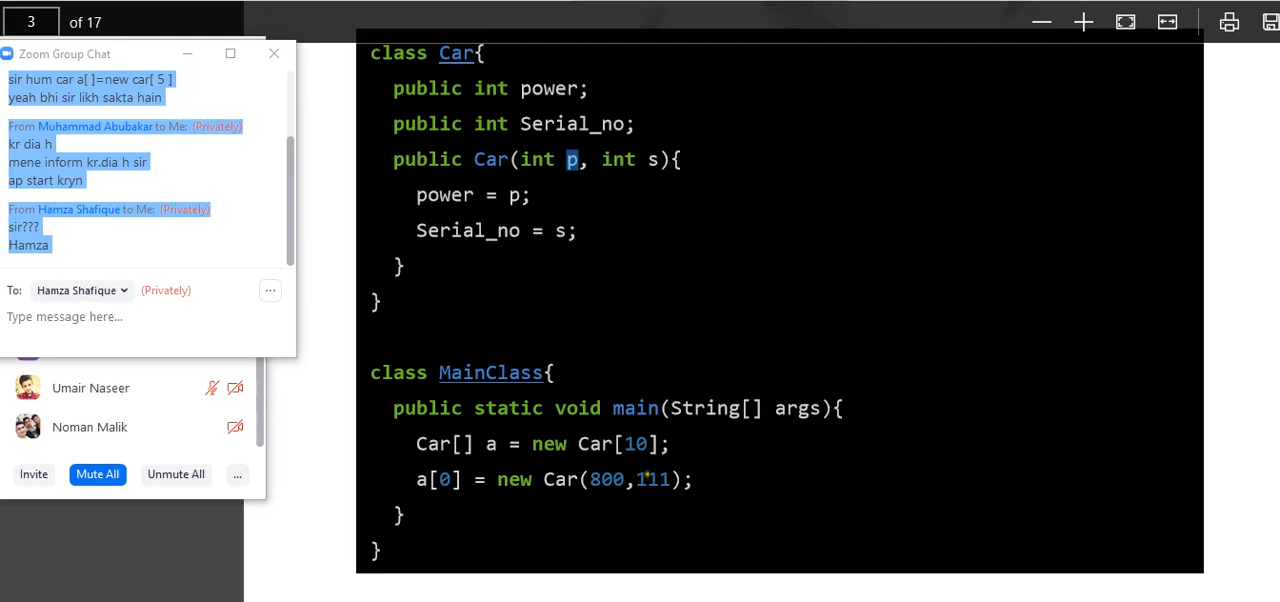 3 of 17
Zoom Group Chat
sir hum car a[ ]=new car[ 5 ]
yeah bhi sir likh sakta hain
From Muhammad Abubakar to Me: (Privately)
kr dia h
mene inform kr.dia h sir
ap start kryn
From Hamza Shafique to Me: (Privately)
sir???
Hamza
To: Hamza Shafique (Privately)
...
Type message here...
Umair Naseer
Noman Malik
Invite Mute All Unmute All ...
class Car{
public int power;
public int Serial_no;
public Car(int p, int s){
power = p;
Serial_no = s;
}
}
class MainClass{
public static void main(String[] args){
Car[] a = new Car[10];
a[0] = new Car(800,111);
}
}